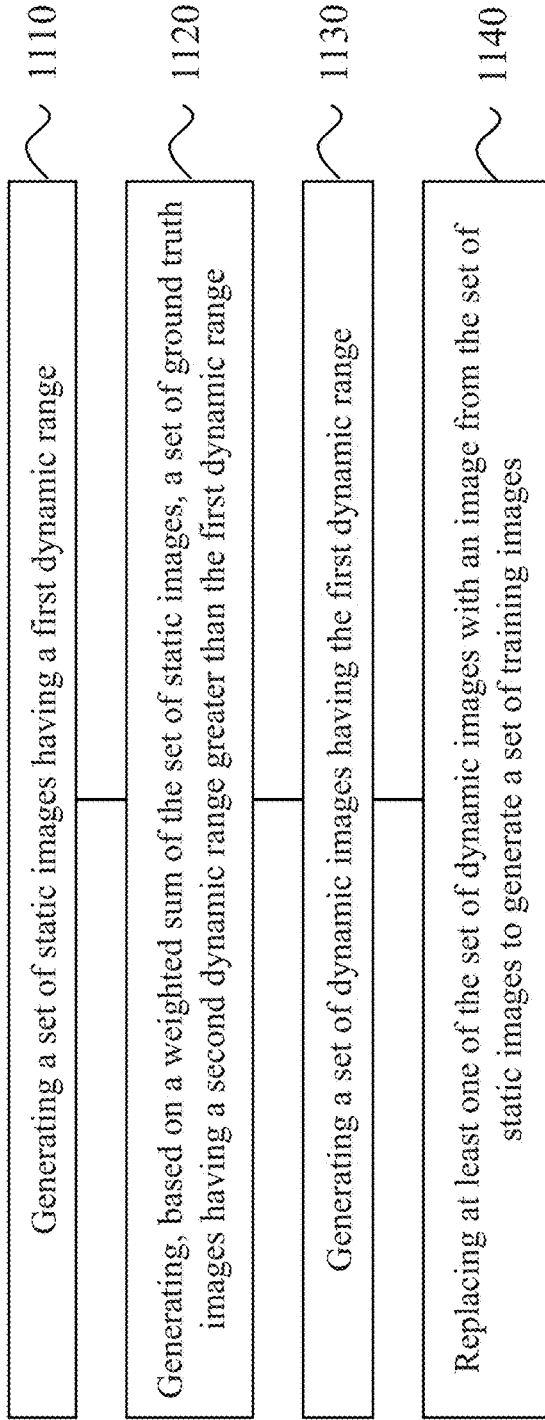 Generating a set of static images having a first dynamic range
1110
Generating, based on a weighted sum of the set of static images, a set of ground truth
images having a second dynamic range greater than the first dynamic range
1120
Generating a set of dynamic images having the first dynamic range
1130
Replacing at least one of the set of dynamic images with an image from the set of
static images to generate a set of training images
1140